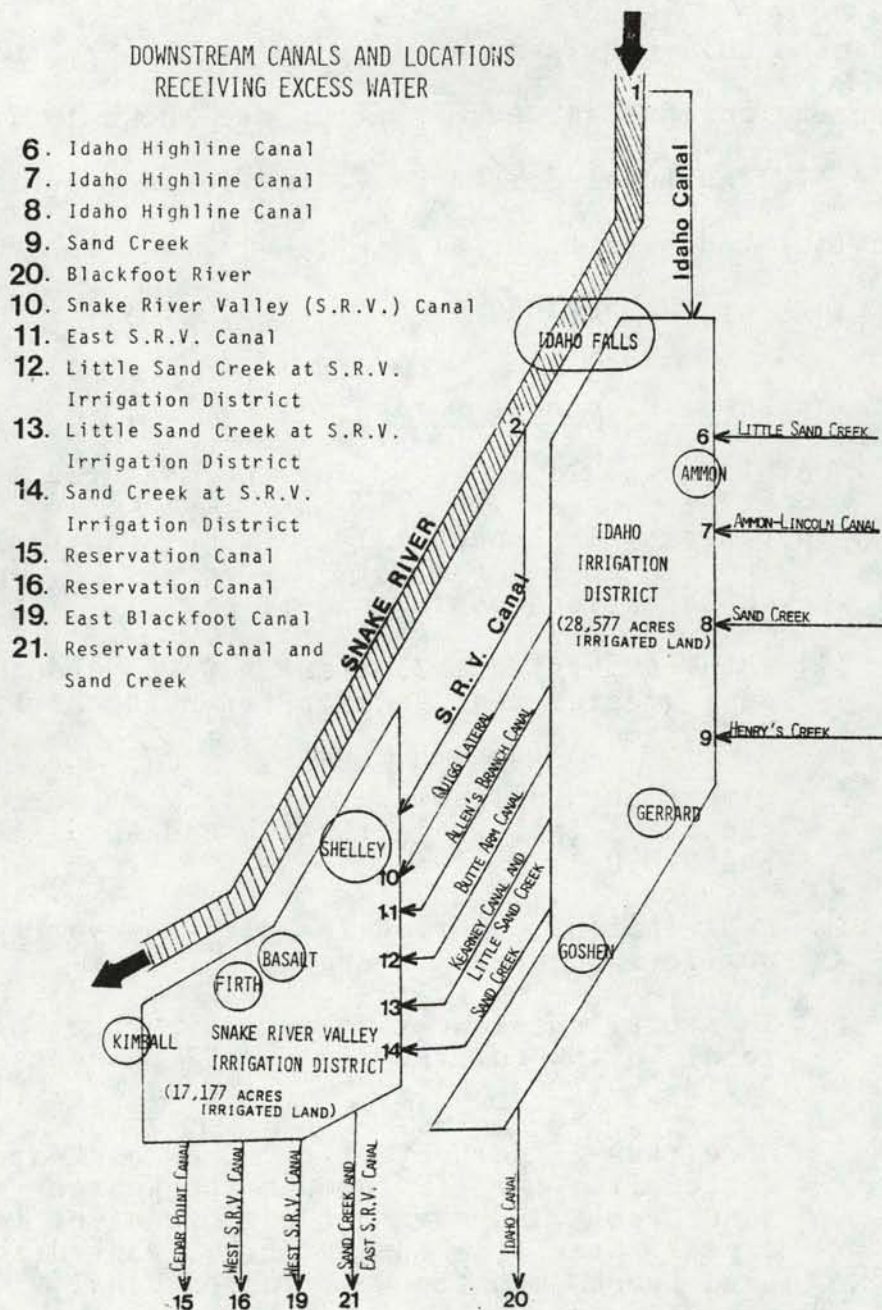 DOWNSTREAM CANALS AND LOCATIONS
RECEIVING EXCESS WATER
6. Idaho Highline Canal
7. Idaho Highline Canal
8. Idaho Highline Canal
9. Sand Creek
20. Blackfoot River
10. Snake River Valley (S.R.V.) Canal
11. East S.R.V. Canal
12. Little Sand Creek at S.R.V.
Irrigation District
13. Little Sand Creek at S.R.V.
Irrigation District
14. Sand Creek at S.R.V.
Irrigation District
15. Reservation Canal
16. Reservation Canal
19. East Blackfoot Canal
21. Reservation Canal and
Sand Creek
1
Idaho Canal
IDAHO FALLS
2
SNAKE RIVER
S. R. V. Canal
6 LITTLE SAND CREEK
AMMON
7 AMMON-LINCOLN CANAL
IDAHO
IRRIGATION
DISTRICT
(28,577 ACRES
IRRIGATED LAND)
8 SAND CREEK
9 HENRY'S CREEK
GERRARD
GOSHEN
QUIGG LATERAL
ALLEN'S BRANCH CANAL
BUTTE ARM CANAL
KEARNEY CANAL AND
LITTLE SAND CREEK
SAND CREEK
SHELLEY
10
11
12
13
14
BASALT
FIRTH
KIMBALL
SNAKE RIVER VALLEY
IRRIGATION DISTRICT
(17,177 ACRES
IRRIGATED LAND)
CEDAR POINT CANAL
WEST S.R.V. CANAL
WEST S.R.V. CANAL
SAND CREEK AND
EAST S.R.V. CANAL
IDAHO CANAL
15
16
19
21
20